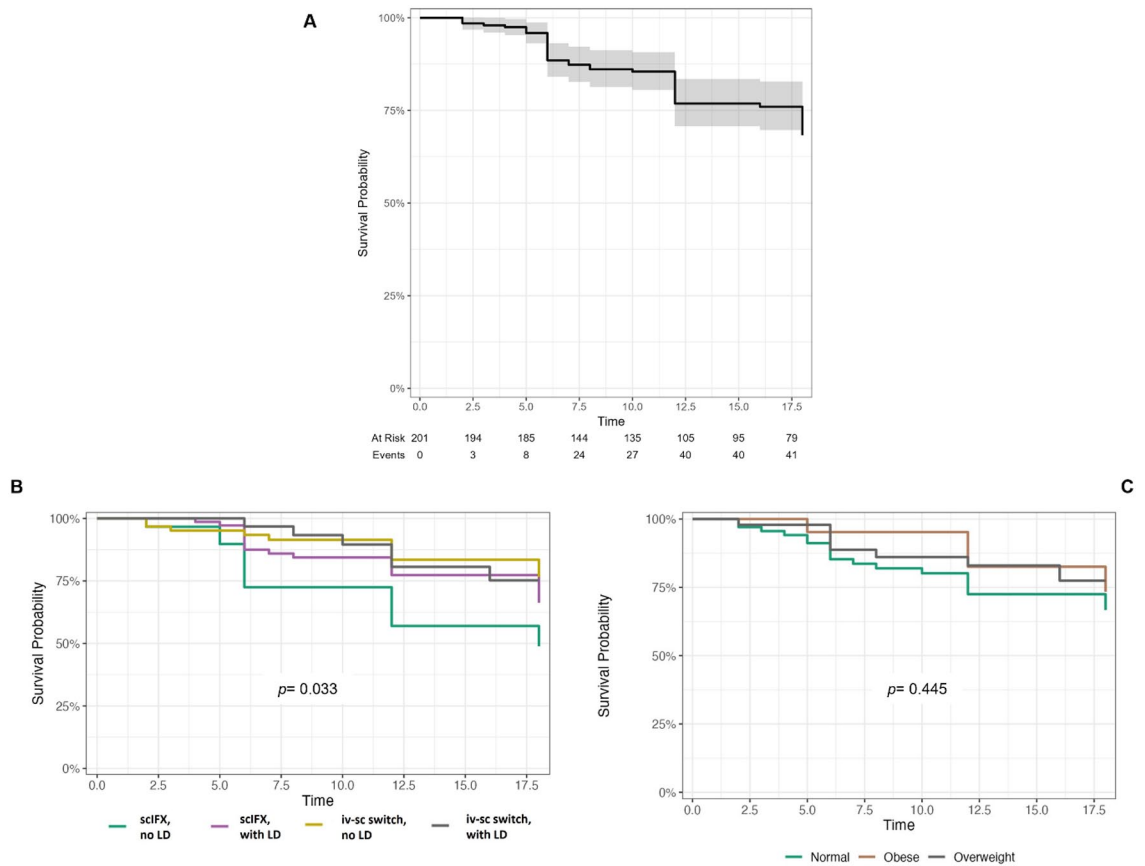 A
100%
75%
50%
25%
0%
Survival Probability
0.0 2.5 5.0 7.5 10.0 12.5 15.0 17.5
Time
At Risk 201 194 185 144 135 105 95 79
Events 0 3 8 24 27 40 40 41
B
100%
75%
50%
25%
0%
Survival Probability
p= 0.033
0.0 2.5 5.0 7.5 10.0 12.5 15.0 17.5
Time
scIFX, no LD
scIFX, with LD
iv-sc switch, no LD
iv-sc switch, with LD
C
100%
75%
50%
25%
0%
Survival Probability
p= 0.445
0.0 2.5 5.0 7.5 10.0 12.5 15.0 17.5
Time
Normal Obese Overweight